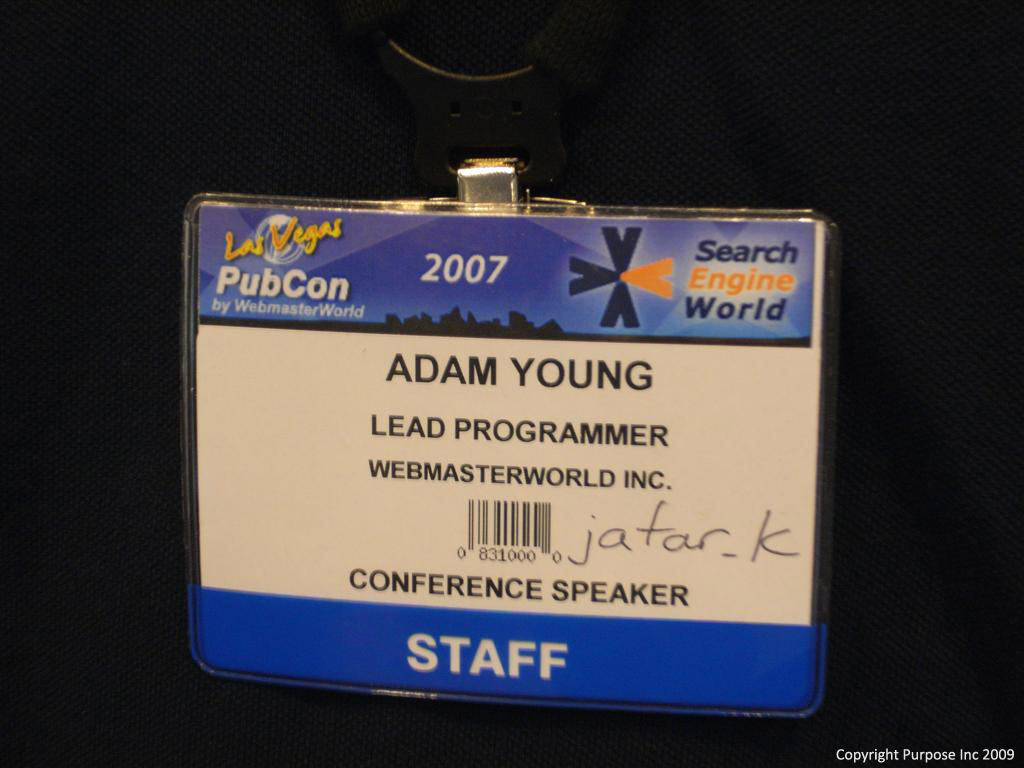 Las Vegas
PubCon
by WebmasterWorld
2007
Search
Engine
World
ADAM YOUNG
LEAD PROGRAMMER
WEBMASTERWORLD INC.
0 831000 0
jatar_k
CONFERENCE SPEAKER
STAFF
Copyright Purpose Inc 2009